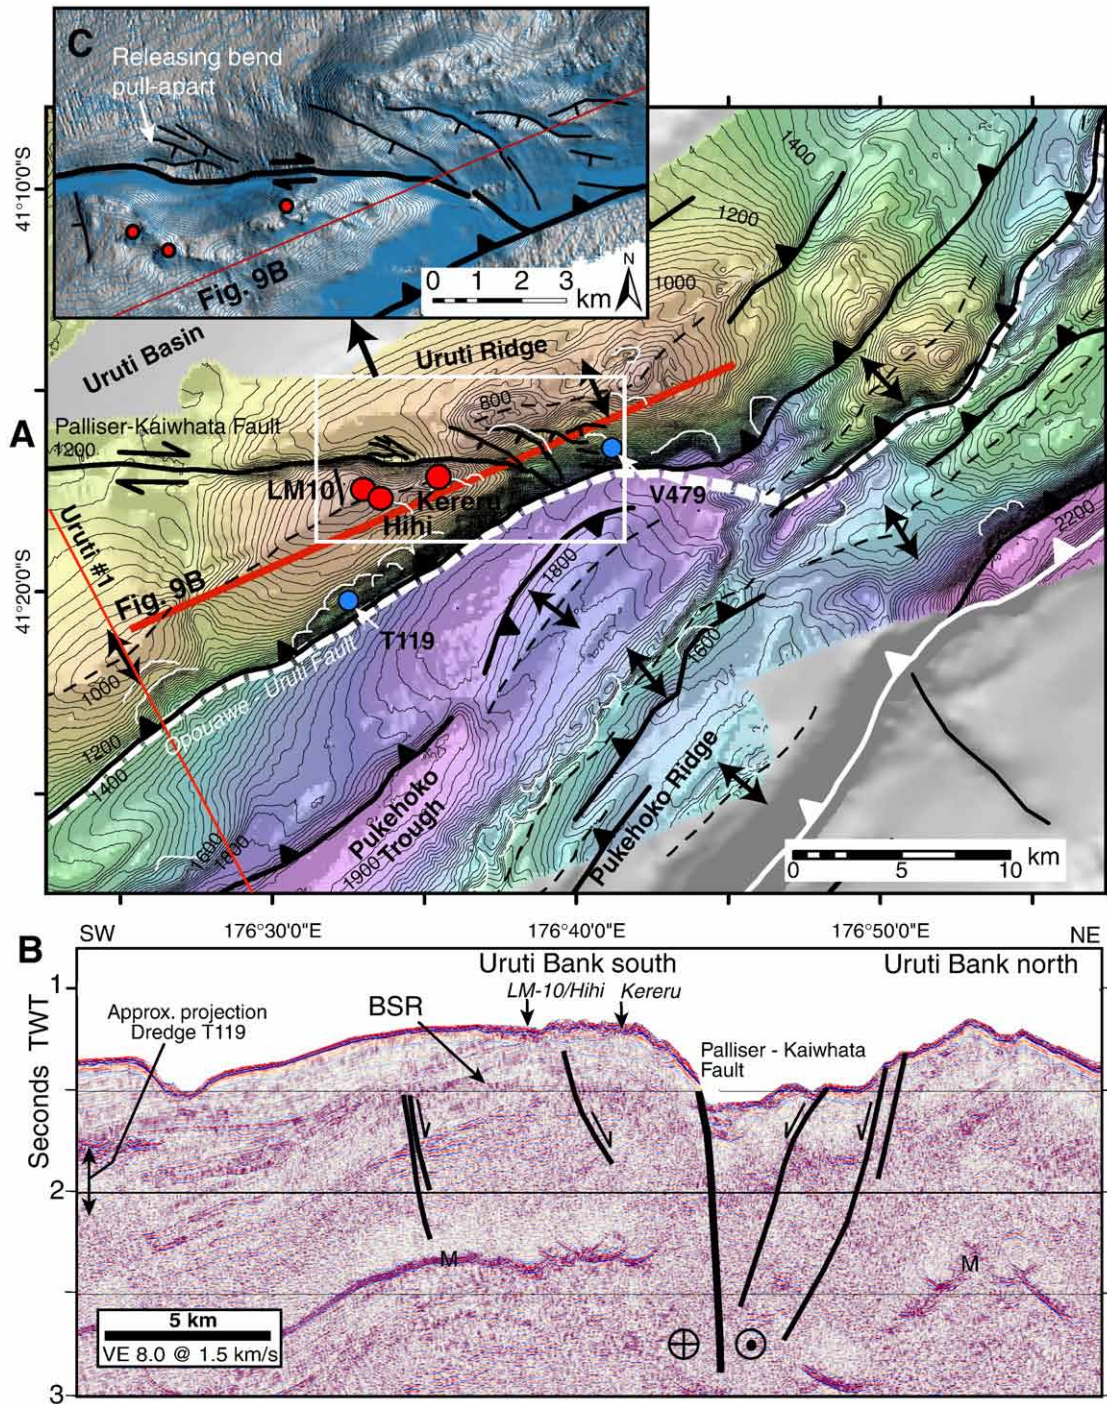 C
Releasing bend
pull-apart
Fig. 9B
0 1 2 3
km
N
41°10'0"S
1400
1200
1000
Uruti Basin
Uruti Ridge
800
A
Palliser-Kaiwhata Fault
1200
LM10
Kereru
Hihi
V479
Uruti #1
2200
1800
41°20'0"S
Fig. 9B
T119
1600
1000
Opouawe Uruti Fault
1200
1400
1600
1800
Pukehoko
Trough
1900
Pukehoko Ridge
0 5 10 km
B
SW 176°30'0"E 176°40'0"E 176°50'0"E NE
Uruti Bank south Uruti Bank north
LM-10/Hihi Kereru
1
Approx. projection
Dredge T119
BSR
Palliser - Kaiwhata
Fault
Seconds TWT
2
M M
5 km
VE 8.0 @ 1.5 km/s
3